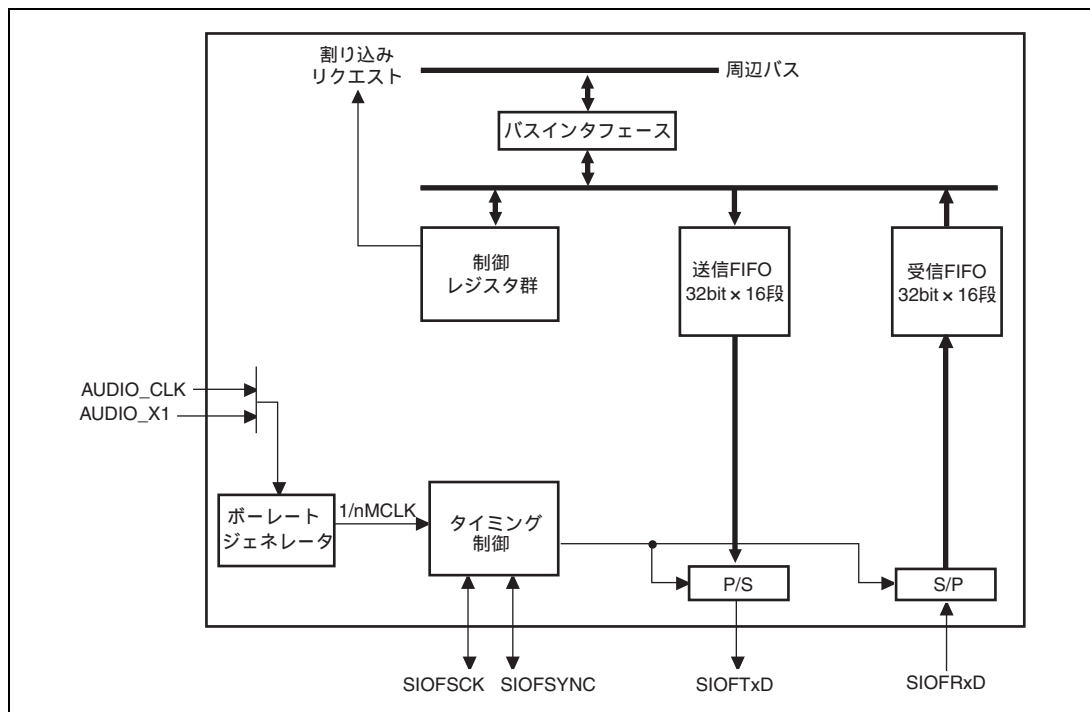 割り込み
リクエスト
周辺バス
バスインタフェース
制御
レジスタ群
送信FIFO
32bit × 16段
受信FIFO
32bit × 16段
AUDIO_CLK
AUDIO_X1
ボーレート
ジェネレータ
1/nMCLK
タイミング
制御
P/S
S/P
SIOFSCK
SIOFSYNC
SIOFTxD
SIOFRxD